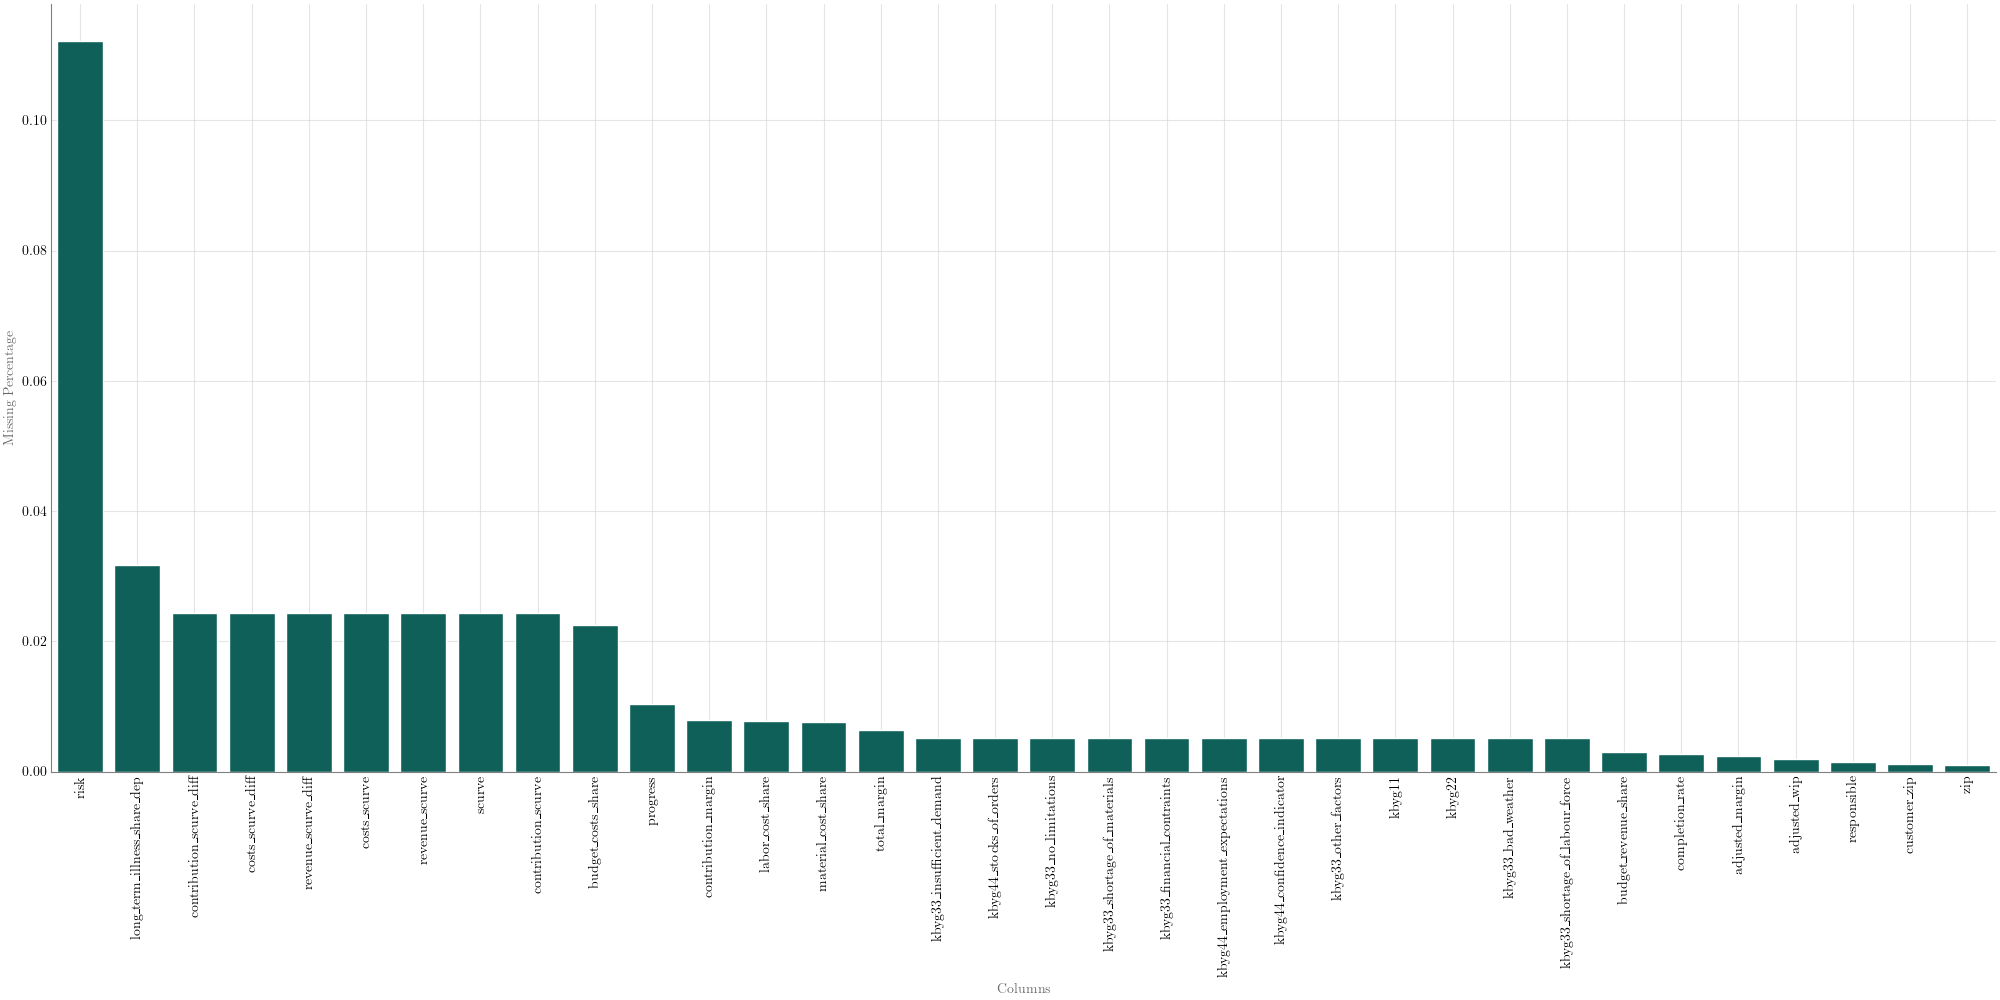 Missing Percentage
0.10
0.08
0.06
0.04
0.02
0.00
risk
long_term_illness_share_dep
contribution_scurve_diff
costs_scurve_diff
revenue_scurve_diff
costs_scurve
revenue_scurve
scurve
contribution_scurve
budget_costs_share
progress
contribution_margin
labor_cost_share
material_cost_share
total_margin
kbyg33_insufficient_demand
kbyg44_stocks_of_orders
kbyg33_no_limitations
kbyg33_shortage_of_materials
kbyg33_financial_contraints
kbyg44_employment_expectations
kbyg44_confidence_indicator
kbyg33_other_factors
kbyg11
kbyg22
kbyg33_bad_weather
kbyg33_shortage_of_labour_force
budget_revenue_share
completion_rate
adjusted_margin
adjusted_wip
responsible
customer_zip
zip
Columns